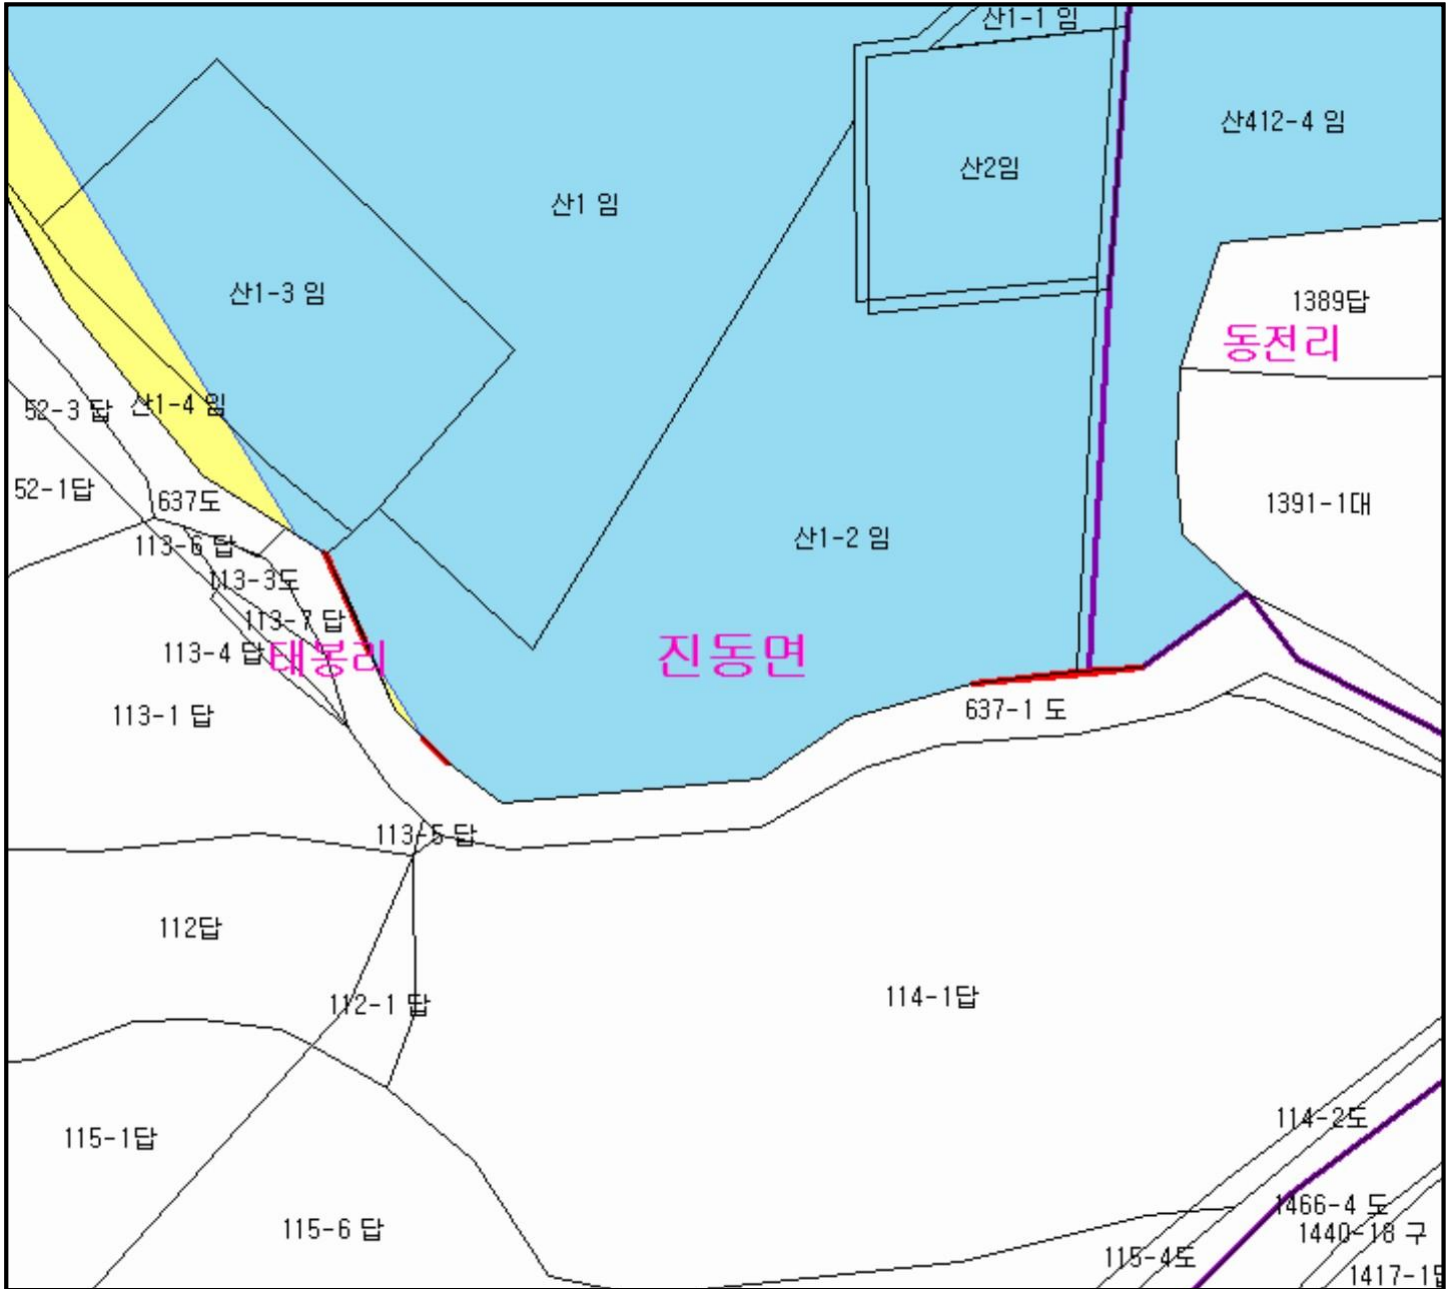 산1-1 임
산412-4 임
산2임
산1 임
산1-3 임
1389답
동전리
52-3 답
산1-4 임
52-1답
637도
1391-1대
113-6 답
산1-2 임
113-3도
113-7 답
113-4 답
태봉리
진동면
113-1 답
637-1 도
113-5 답
112답
112-1 답
114-1답
114-2도
115-1답
1466-4 도
115-6 답
1440-18 구
115-4도
1417-1답